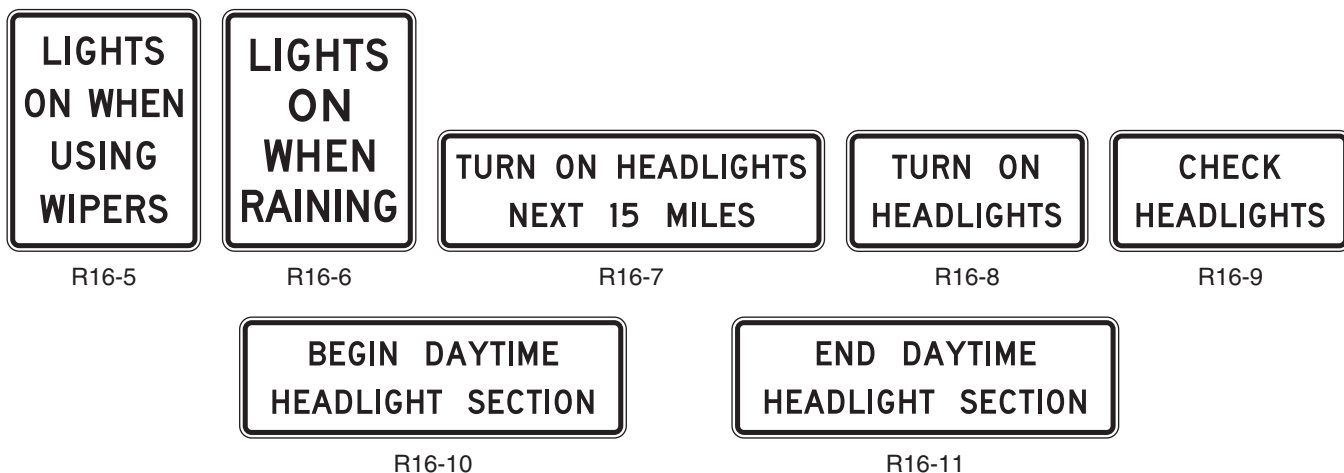 LIGHTS
ON WHEN
USING
WIPERS
R16-5
LIGHTS
ON
WHEN
RAINING
R16-6
TURN ON HEADLIGHTS
NEXT 15 MILES
R16-7
TURN ON
HEADLIGHTS
R16-8
CHECK
HEADLIGHTS
R16-9
BEGIN DAYTIME
HEADLIGHT SECTION
R16-10
END DAYTIME
HEADLIGHT SECTION
R16-11